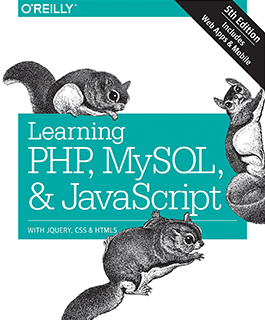 O'REILLY®
5th Edition
Includes
Web Apps & Mobile
Learning
PHP, MySQL,
& JavaScript
WITH JQUERY, CSS & HTML5